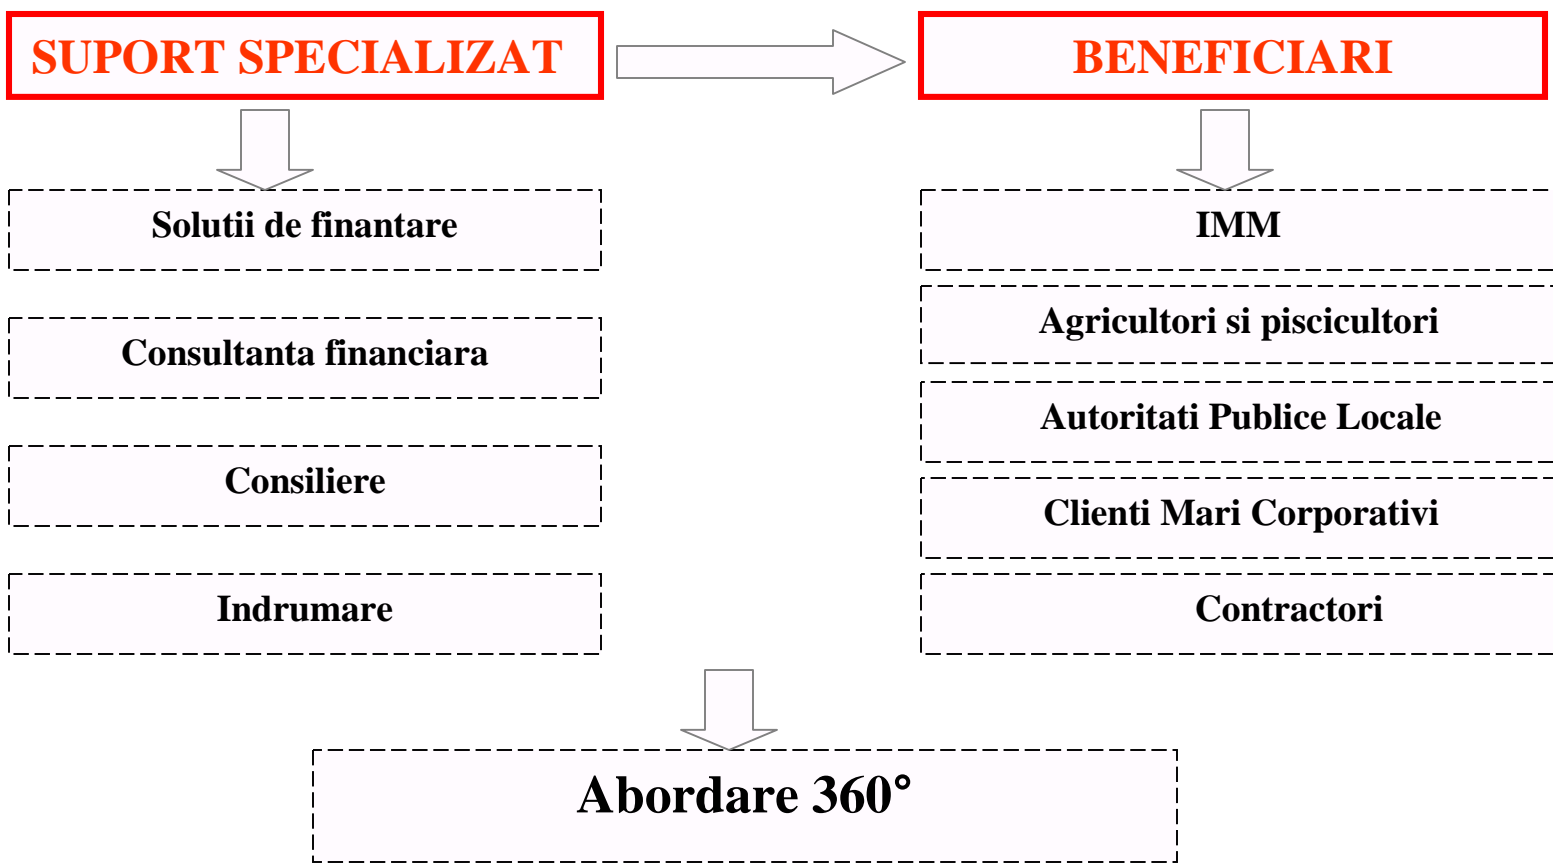 SUPORT SPECIALIZAT
BENEFICIARI
Solutii de finantare
Consultanta financiara
Consiliere
Indrumare
IMM
Agricultori si piscicultori
Autoritati Publice Locale
Clienti Mari Corporativi
Contractori
Abordare 360°